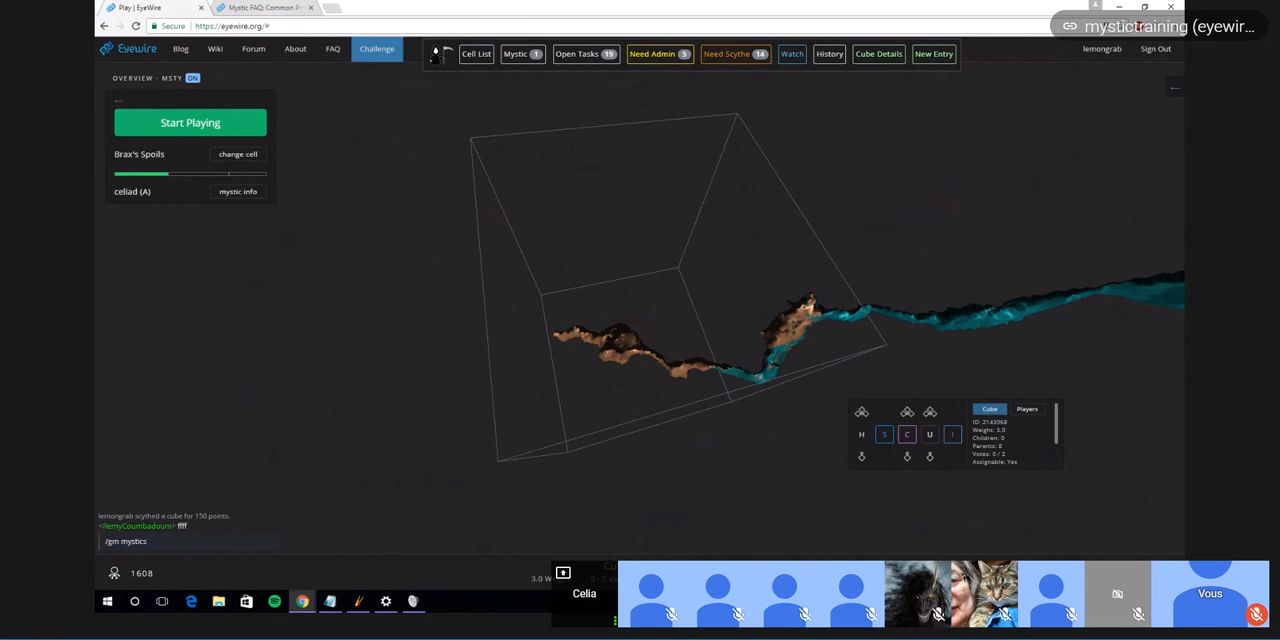 Play | EyeWire
Mystic FAQ: Common P
Secure https://eyewire.org/#
mystictraining (eyewir...
Eyewire Blog Wiki Forum About FAQ Challenge
Cell List Mystic 1 Open Tasks 19 Need Admin 5 Need Scythe 14 Watch History Cube Details New Entry
lemongrab Sign Out
OVERVIEW - MSTY ON
Start Playing
Brax's Spoils change cell
celiad (A) mystic info
Cube Players
H S C U I
ID: 2143068
Weight: 3.0
Children: 0
Parents: 8
Votes: 0 / 2
Assignable: Yes
lemongrab scythed a cube for 150 points.
<RemyCoumbadoum> ffff
/gm mystics
1608
Celia
Vous